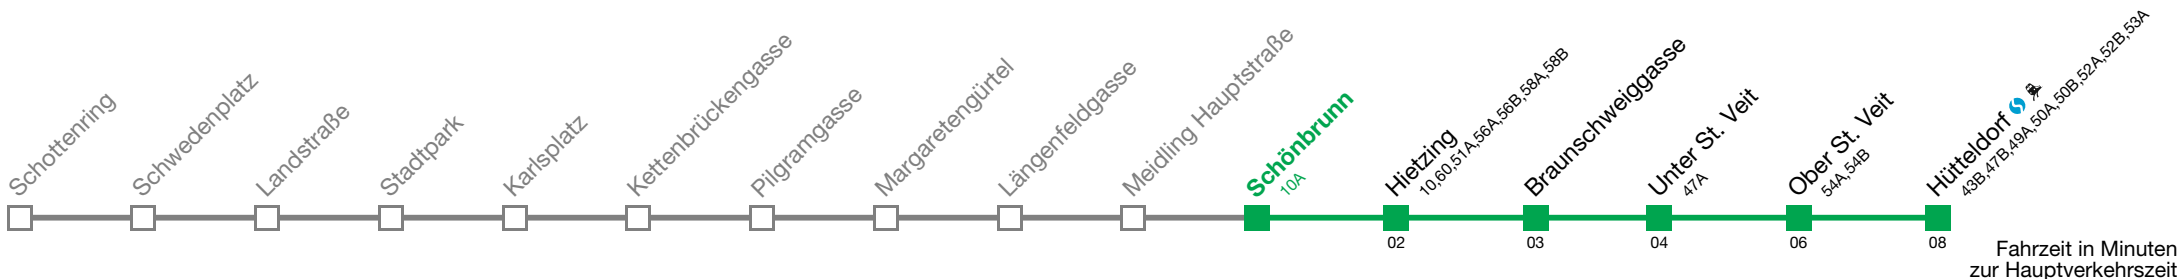 Schottenring
Schwedenplatz
Landstraße
Stadtpark
Karlsplatz
Kettenbrückengasse
Pilgramgasse
Margaretengürtel
Längenfeldgasse
Meidling Hauptstraße
Schönbrunn
10A
Hietzing
10,60,51A,56A,56B,58A,58B
Braunschweiggasse
Unter St. Veit
47A
Ober St. Veit
54A,54B
Hütteldorf
43B,47B,49A,50A,50B,52A,52B,53A
02
03
04
06
08
Fahrzeit in Minuten
zur Hauptverkehrszeit